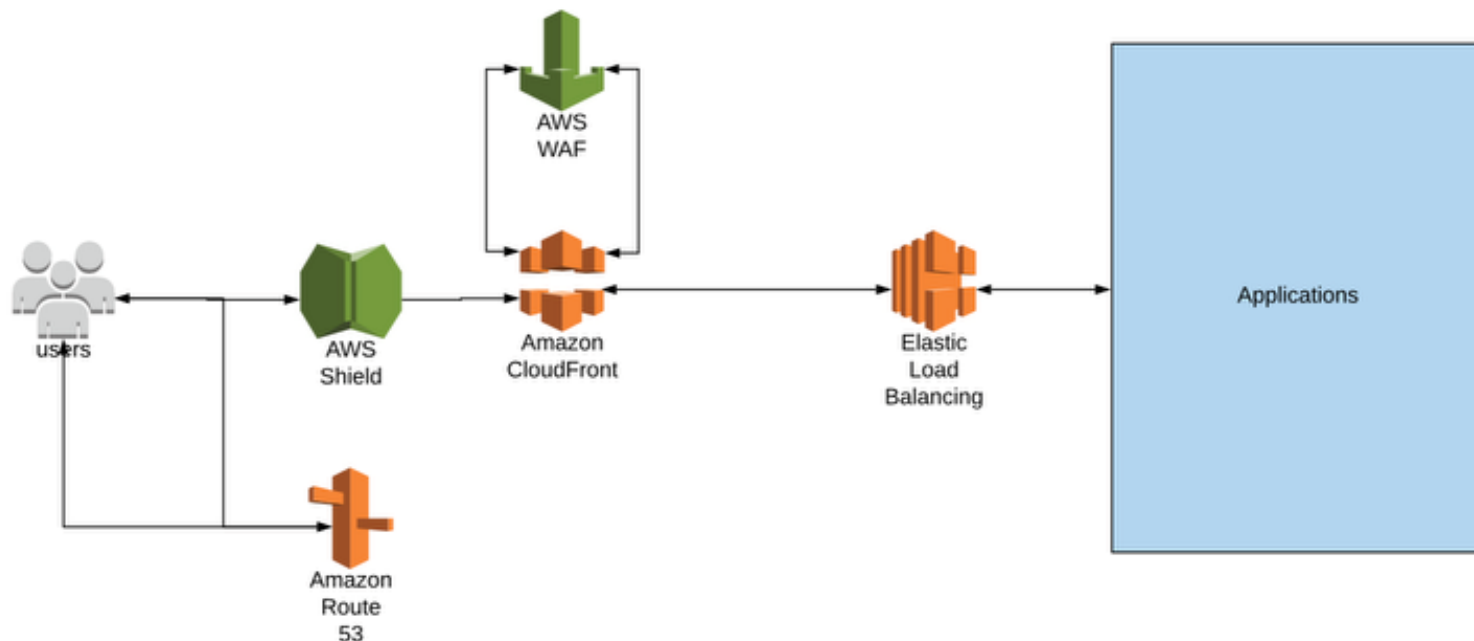 AWS
WAF
users
AWS
Shield
Amazon
CloudFront
Elastic
Load
Balancing
Applications
Amazon
Route
53